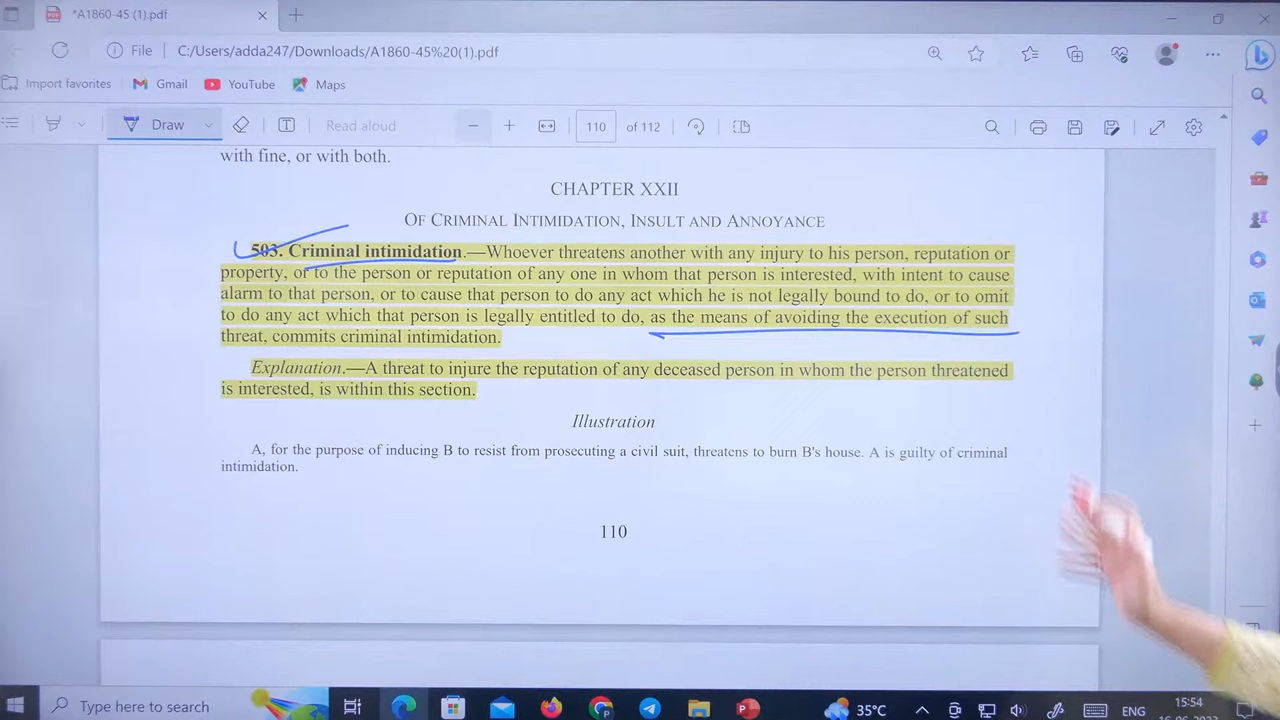 *A1860-45 (1).pdf
File C:/Users/adda247/Downloads/A1860-45%20(1).pdf
Import favorites Gmail YouTube Maps
Draw Read aloud 110 of 112
with fine, or with both.
CHAPTER XXII
OF CRIMINAL INTIMIDATION, INSULT AND ANNOYANCE
503. Criminal intimidation.—Whoever threatens another with any injury to his person, reputation or
property, or to the person or reputation of any one in whom that person is interested, with intent to cause
alarm to that person, or to cause that person to do any act which he is not legally bound to do, or to omit
to do any act which that person is legally entitled to do, as the means of avoiding the execution of such
threat, commits criminal intimidation.
Explanation.—A threat to injure the reputation of any deceased person in whom the person threatened
is interested, is within this section.
Illustration
A, for the purpose of inducing B to resist from prosecuting a civil suit, threatens to burn B's house. A is guilty of criminal
intimidation.
110
Type here to search 35°C ENG 15:54